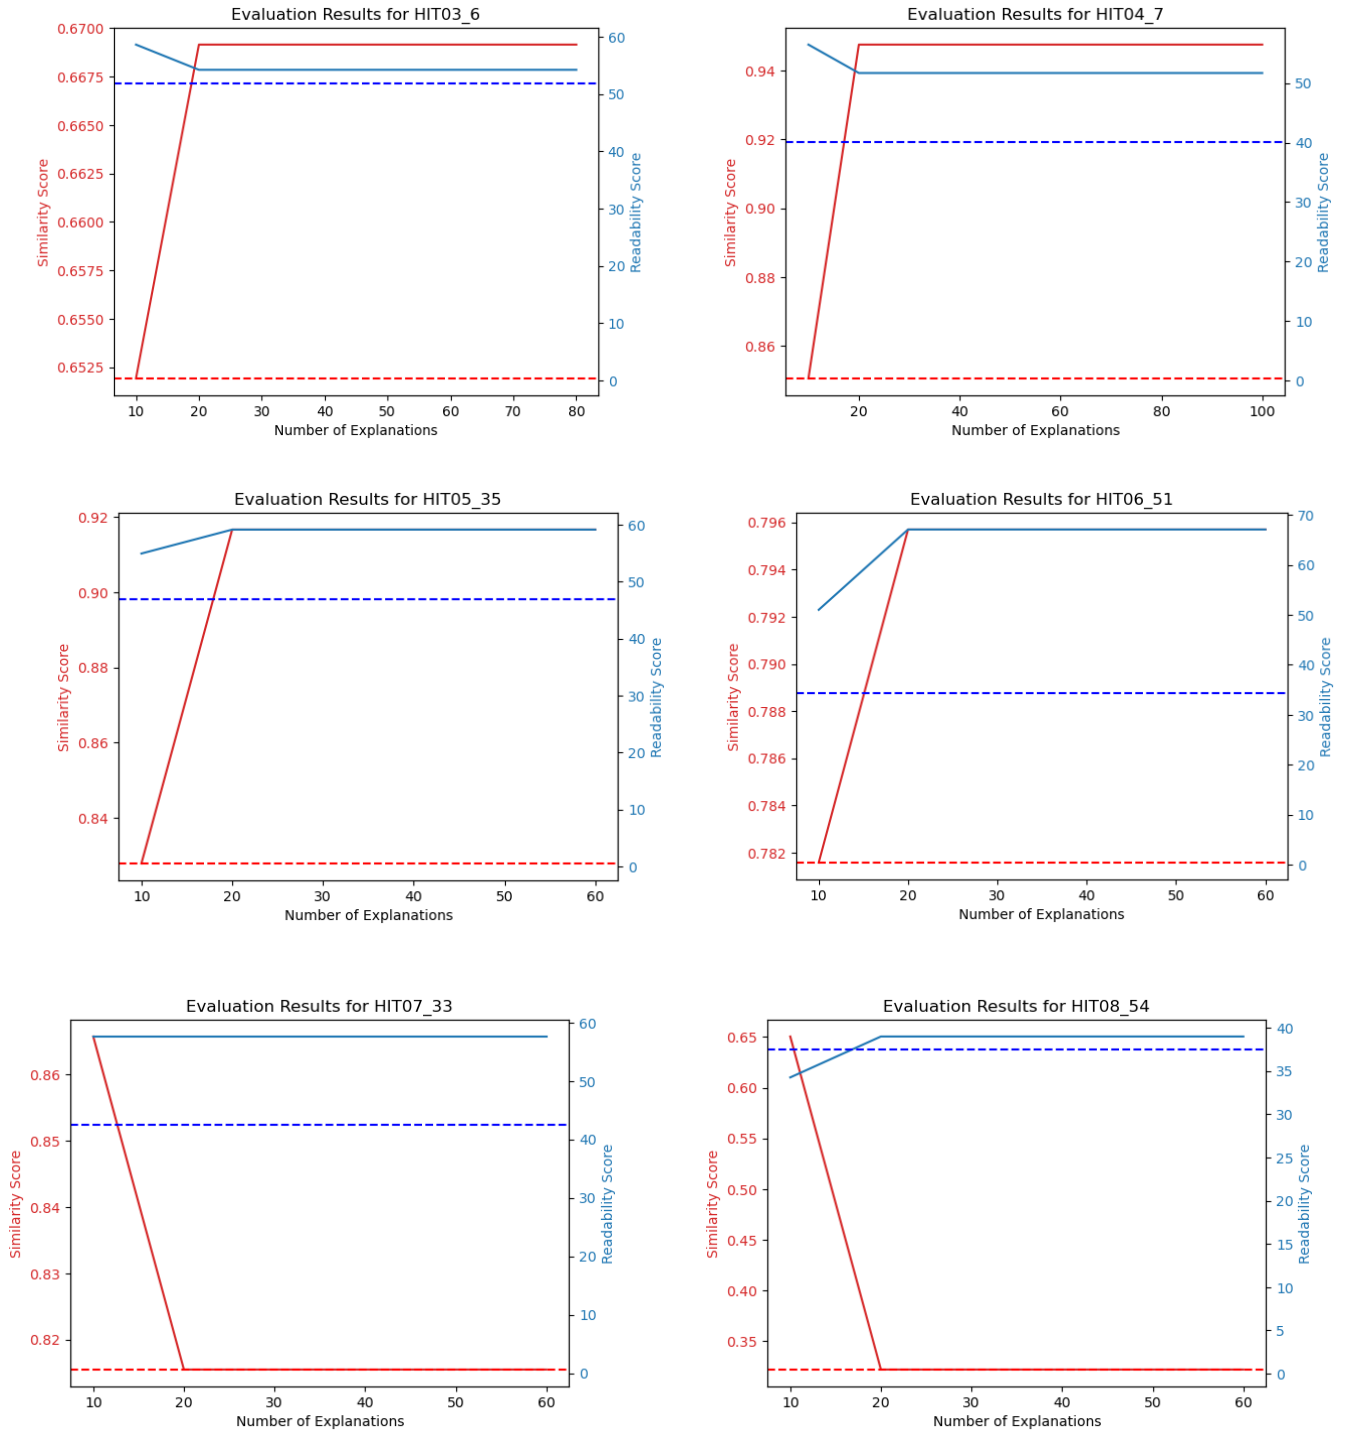 Evaluation Results for HIT03_6
0.6700
0.6675
0.6650
0.6625
0.6600
0.6575
0.6550
0.6525
Similarity Score
60
50
40
30
20
10
0
Readability Score
10 20 30 40 50 60 70 80
Number of Explanations
Evaluation Results for HIT04_7
0.94
0.92
0.90
0.88
0.86
Similarity Score
50
40
30
20
10
0
Readability Score
20 40 60 80 100
Number of Explanations
Evaluation Results for HIT05_35
0.92
0.90
0.88
0.86
0.84
Similarity Score
60
50
40
30
20
10
0
Readability Score
10 20 30 40 50 60
Number of Explanations
Evaluation Results for HIT06_51
0.796
0.794
0.792
0.790
0.788
0.786
0.784
0.782
Similarity Score
70
60
50
40
30
20
10
0
Readability Score
10 20 30 40 50 60
Number of Explanations
Evaluation Results for HIT07_33
0.86
0.85
0.84
0.83
0.82
Similarity Score
60
50
40
30
20
10
0
Readability Score
10 20 30 40 50 60
Number of Explanations
Evaluation Results for HIT08_54
0.65
0.60
0.55
0.50
0.45
0.40
0.35
Similarity Score
40
35
30
25
20
15
10
5
0
Readability Score
10 20 30 40 50 60
Number of Explanations